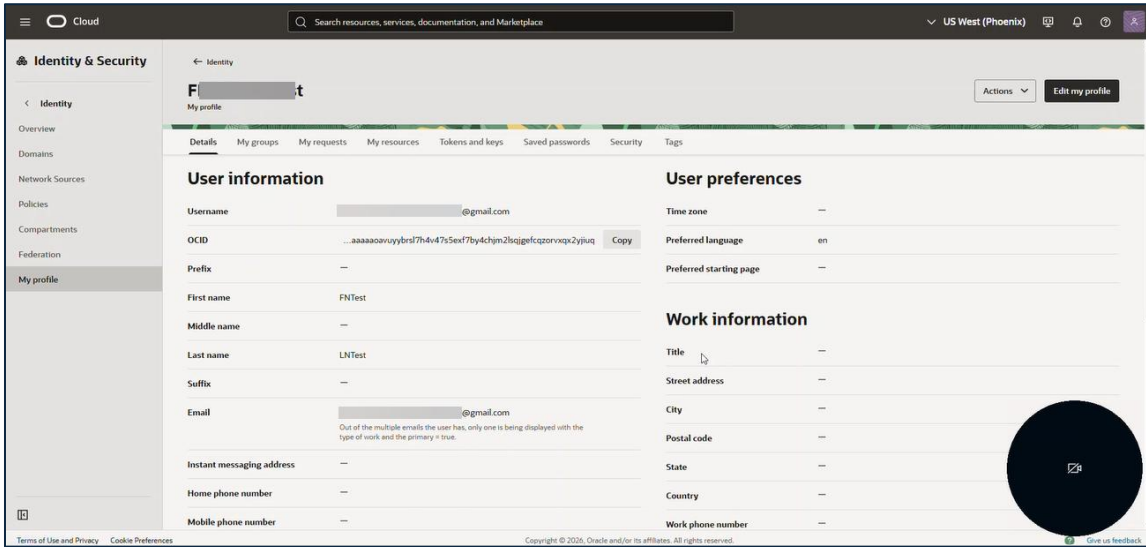 Cloud
Search resources, services, documentation, and Marketplace
US West (Phoenix)
Identity & Security
Identity
Overview
Domains
Network Sources
Policies
Compartments
Federation
My profile
Identity
F t
My profile
Actions
Edit my profile
Details My groups My requests My resources Tokens and keys Saved passwords Security Tags
User information
Username @gmail.com
OCID ...aaaaaoavuyybrsl7h4v47s5exf7by4chjm2lsqjgefcqzorvxqx2yjiuq Copy
Prefix —
First name FNTest
Middle name —
Last name LNTest
Suffix —
Email @gmail.com
Out of the multiple emails the user has, only one is being displayed with the
type of work and the primary = true.
Instant messaging address —
Home phone number —
Mobile phone number —
User preferences
Time zone —
Preferred language en
Preferred starting page —
Work information
Title —
Street address —
City —
Postal code —
State —
Country —
Work phone number —
Terms of Use and Privacy Cookie Preferences
Copyright © 2026, Oracle and/or its affiliates. All rights reserved.
Give us feedback